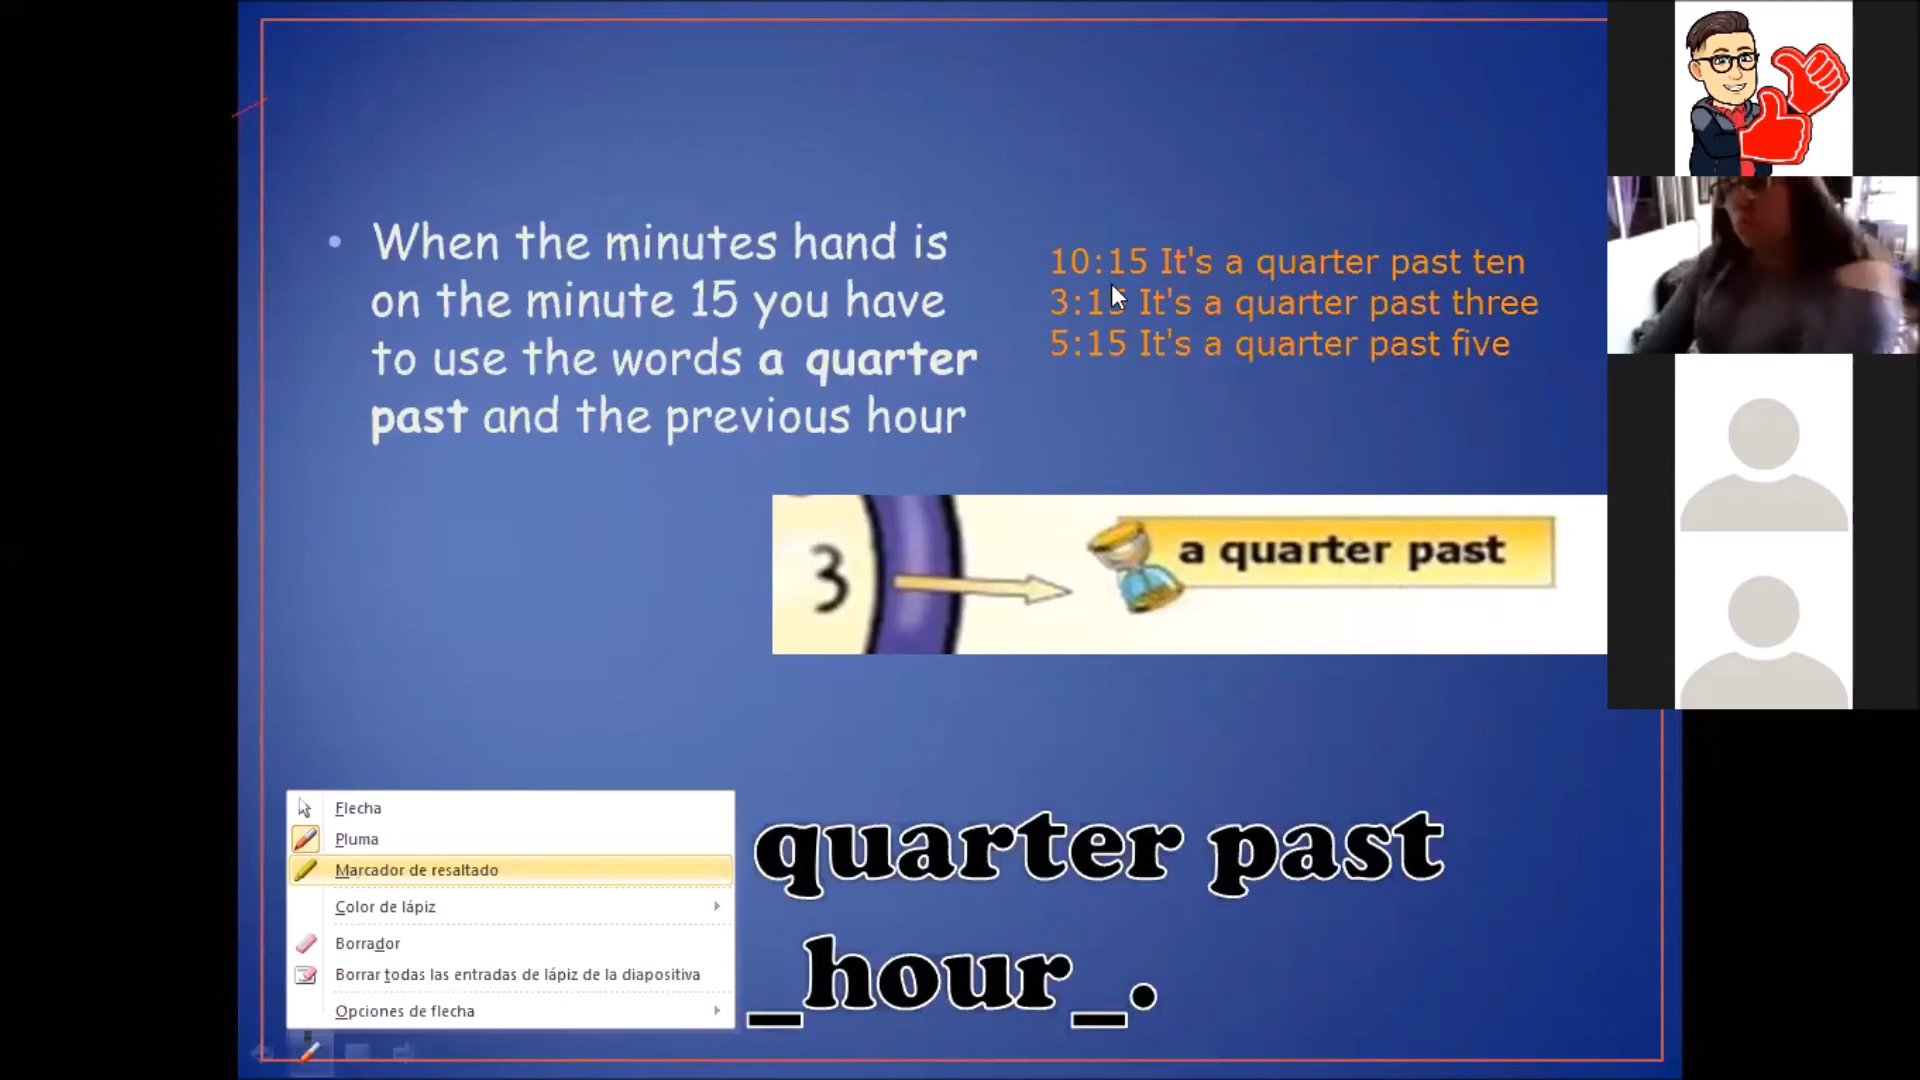 When the minutes hand is
on the minute 15 you have
to use the words a quarter
past and the previous hour
10:15 It's a quarter past ten
3:15 It's a quarter past three
5:15 It's a quarter past five
3
a quarter past
quarter past
_hour_.
Flecha
Pluma
Marcador de resaltado
Color de lápiz
Borrador
Borrar todas las entradas de lápiz de la diapositiva
Opciones de flecha